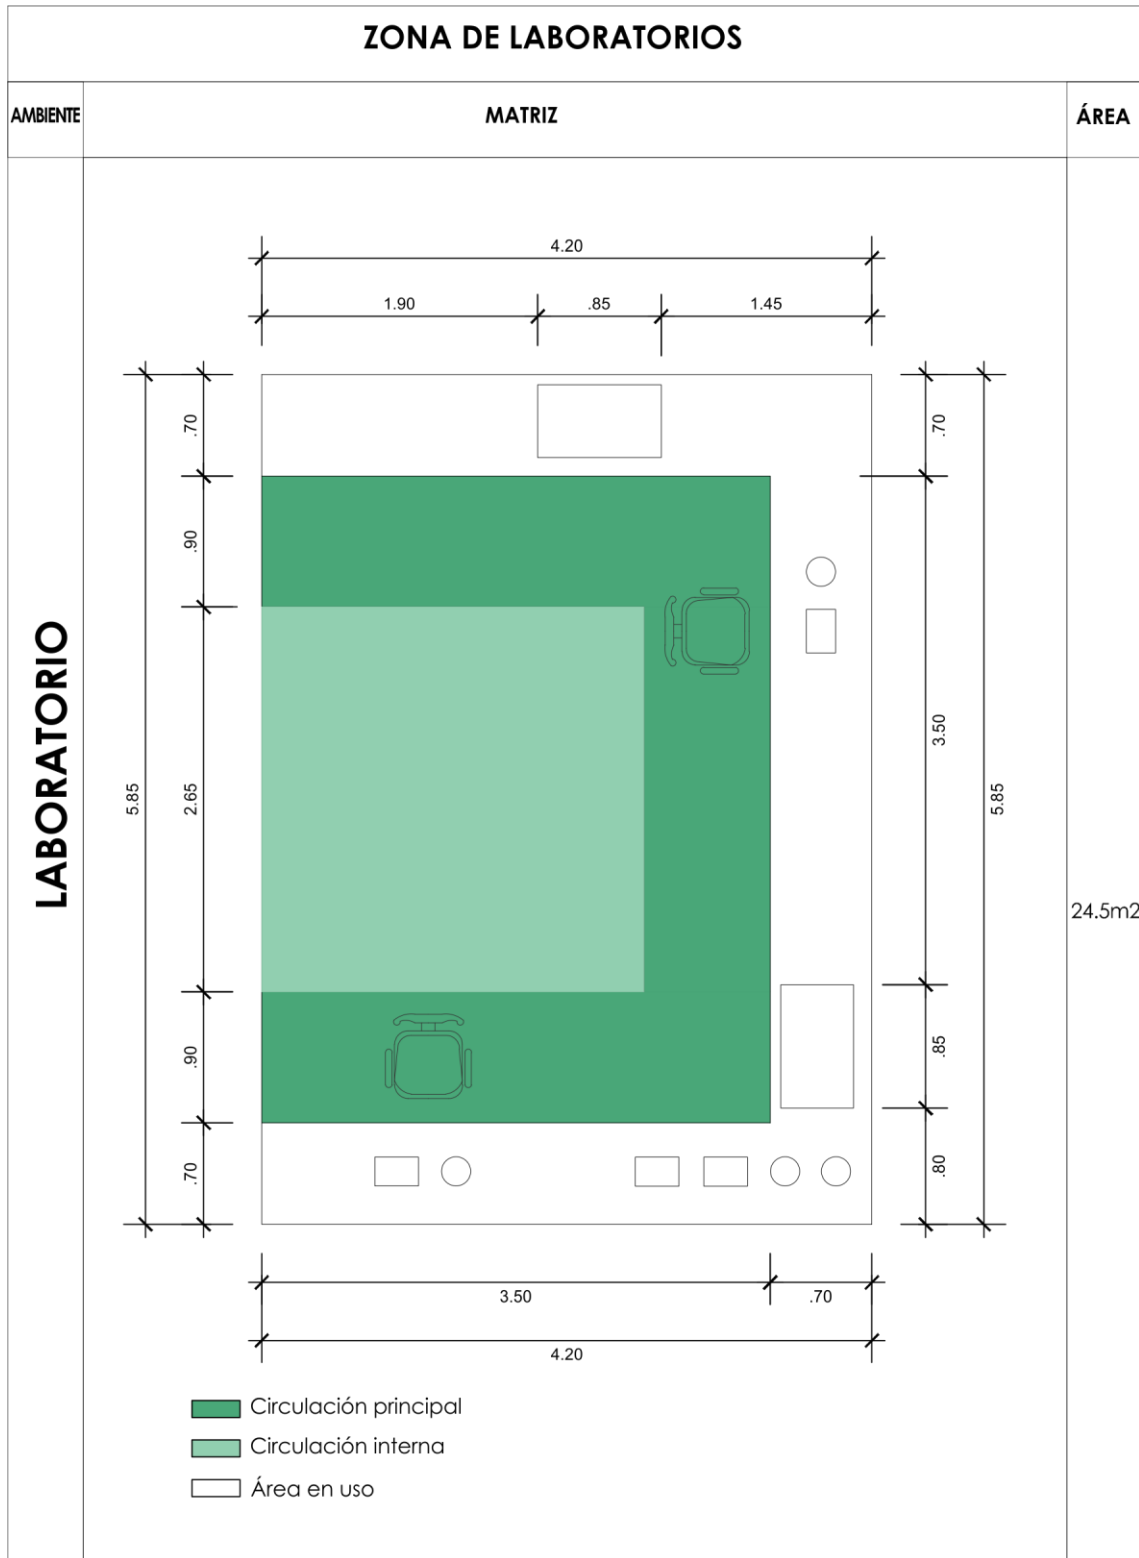 ZONA DE LABORATORIOS
AMBIENTE
MATRIZ
ÁREA
4.20
1.90
.85
1.45
.70
.70
.90
3.50
LABORATORIO
5.85
2.65
5.85
24.5m2
.90
.85
.70
.80
3.50
.70
4.20
Circulación principal
Circulación interna
Área en uso